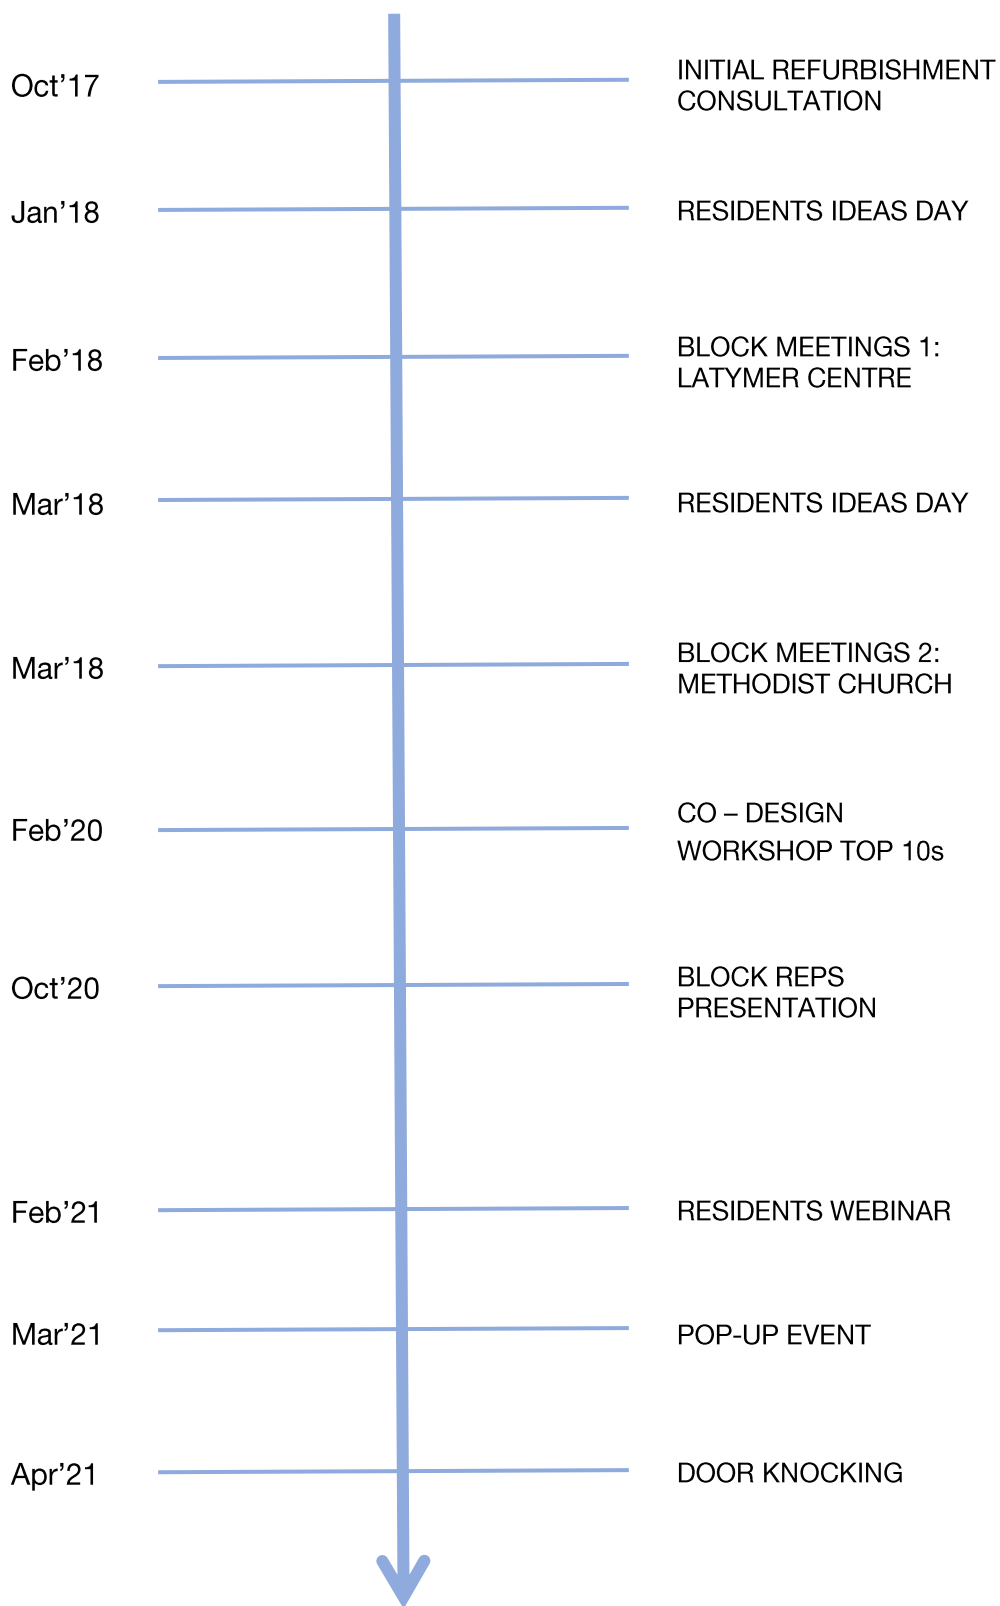 Oct’17
INITIAL REFURBISHMENT
CONSULTATION
Jan’18
RESIDENTS IDEAS DAY
Feb’18
BLOCK MEETINGS 1:
LATYMER CENTRE
Mar’18
RESIDENTS IDEAS DAY
Mar’18
BLOCK MEETINGS 2:
METHODIST CHURCH
Feb’20
CO – DESIGN
WORKSHOP TOP 10s
Oct’20
BLOCK REPS
PRESENTATION
Feb’21
RESIDENTS WEBINAR
Mar’21
POP-UP EVENT
Apr’21
DOOR KNOCKING